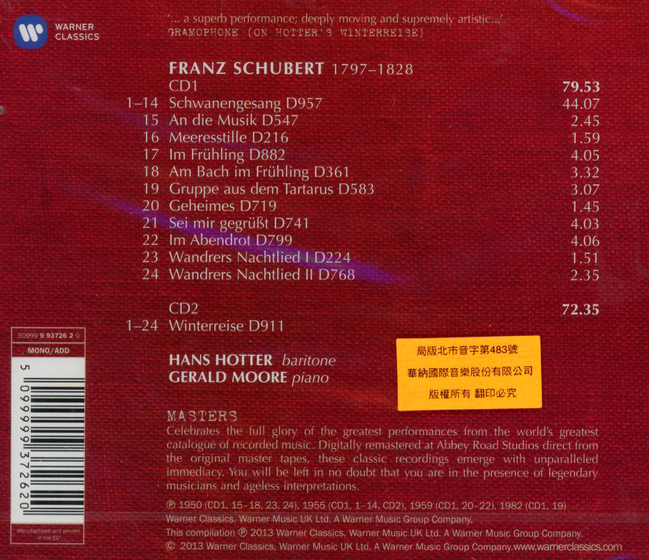 WARNER
CLASSICS
'... a superb performance; deeply moving and supremely artistic...'
GRAMOPHONE (ON HOTTER'S WINTERREISE)
FRANZ SCHUBERT 1797–1828
CD1 79.53
1–14 Schwanengesang D957 44.07
15 An die Musik D547 2.45
16 Meeresstille D216 1.59
17 Im Frühling D882 4.05
18 Am Bach im Frühling D361 3.32
19 Gruppe aus dem Tartarus D583 3.07
20 Geheimes D719 1.45
21 Sei mir gegrüßt D741 4.03
22 Im Abendrot D799 4.06
23 Wandrers Nachtlied I D224 1.51
24 Wandrers Nachtlied II D768 2.35
CD2 72.35
1–24 Winterreise D911
HANS HOTTER baritone
GERALD MOORE piano
局版北市音字第483號
華納國際音樂股份有限公司
版權所有 翻印必究
50999 9 93726 2 0
MONO/ADD
5 099999 372620
Manufactured and printed
in the EU
MASTERS
Celebrates the full glory of the greatest performances from the world's greatest
catalogue of recorded music. Digitally remastered at Abbey Road Studios direct from
the original master tapes, these classic recordings emerge with unparalleled
immediacy. You will be left in no doubt that you are in the presence of legendary
musicians and ageless interpretations.
℗ 1950 (CD1, 15–18, 23, 24), 1955 (CD1, 1–14, CD2), 1959 (CD1, 20–22), 1982 (CD1, 19)
Warner Classics, Warner Music UK Ltd. A Warner Music Group Company.
This compilation ℗ 2013 Warner Classics, Warner Music UK Ltd. A Warner Music Group Company.
© 2013 Warner Classics, Warner Music UK Ltd. A Warner Music Group Company.www.warnerclassics.com